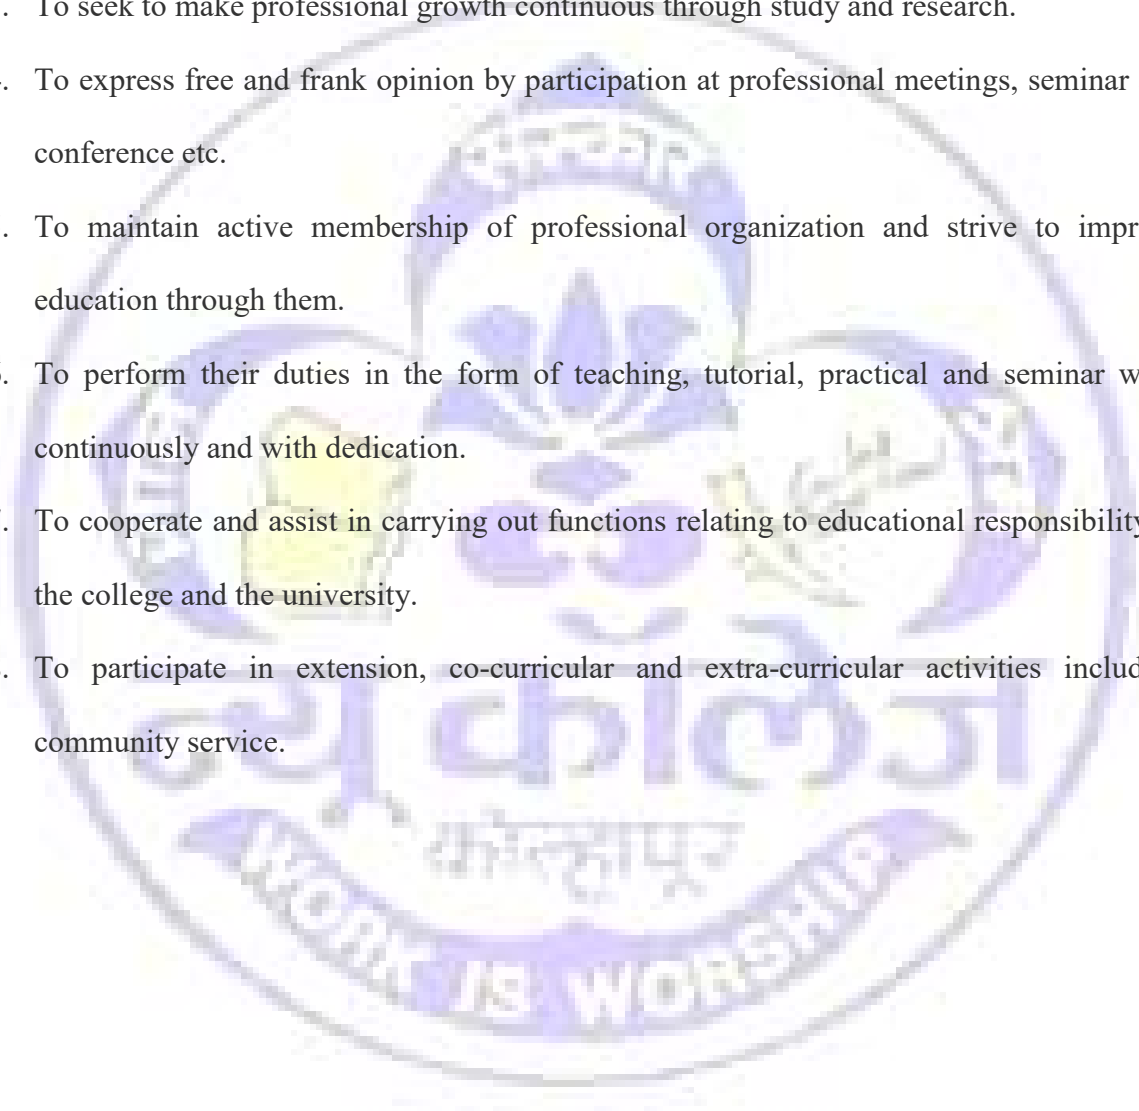 . To seek to make professional growth continuous through study and research.
. To express free and frank opinion by participation at professional meetings, seminar
conference etc.
. To maintain active membership of professional organization and strive to impr
education through them.
. To perform their duties in the form of teaching, tutorial, practical and seminar w
continuously and with dedication.
. To cooperate and assist in carrying out functions relating to educational responsibility
the college and the university.
. To participate in extension, co-curricular and extra-curricular activities includ
community service.
न्यू कॉलेज
कोल्हापूर
WORK IS WORSHIP